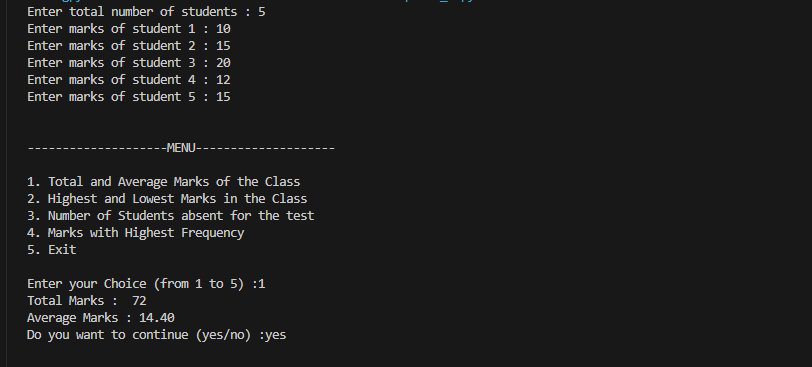 Enter total number of students : 5
Enter marks of student 1 : 10
Enter marks of student 2 : 15
Enter marks of student 3 : 20
Enter marks of student 4 : 12
Enter marks of student 5 : 15
--------------------MENU--------------------
1. Total and Average Marks of the Class
2. Highest and Lowest Marks in the Class
3. Number of Students absent for the test
4. Marks with Highest Frequency
5. Exit
Enter your Choice (from 1 to 5) :1
Total Marks :  72
Average Marks : 14.40
Do you want to continue (yes/no) :yes